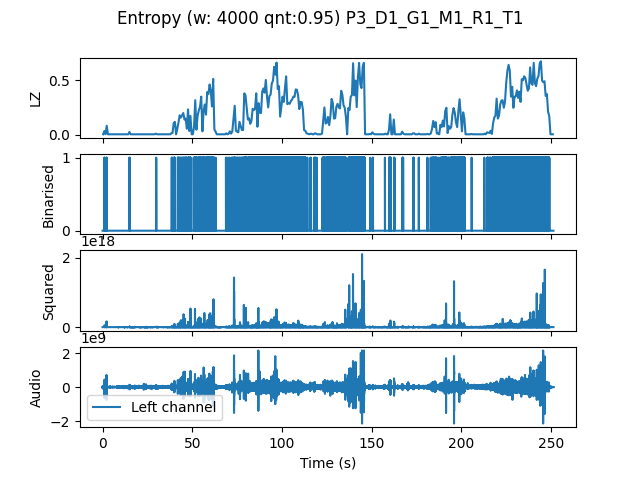 Entropy (w: 4000 qnt:0.95) P3_D1_G1_M1_R1_T1
LZ
0.5
0.0
Binarised
1
0
1e18
Squared
2
0
1e9
Audio
2
0
−2
Left channel
0 50 100 150 200 250
Time (s)